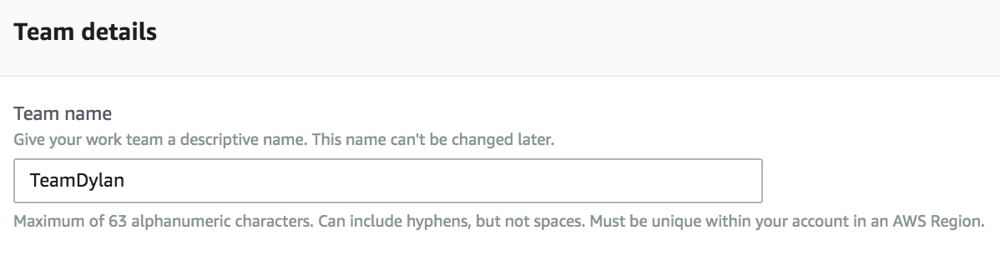 Team details
Team name
Give your work team a descriptive name. This name can't be changed later.
TeamDylan
Maximum of 63 alphanumeric characters. Can include hyphens, but not spaces. Must be unique within your account in an AWS Region.